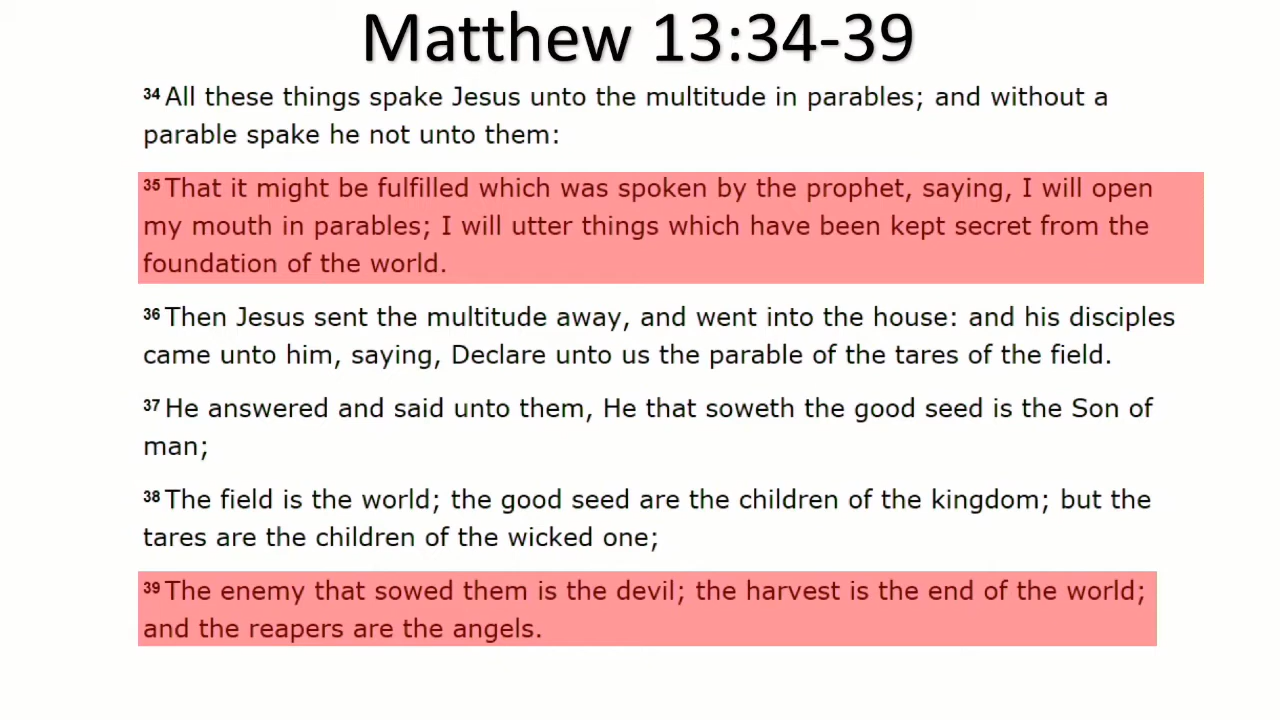 Matthew 13:34-39
34 All these things spake Jesus unto the multitude in parables; and without a
parable spake he not unto them:
35 That it might be fulfilled which was spoken by the prophet, saying, I will open
my mouth in parables; I will utter things which have been kept secret from the
foundation of the world.
36 Then Jesus sent the multitude away, and went into the house: and his disciples
came unto him, saying, Declare unto us the parable of the tares of the field.
37 He answered and said unto them, He that soweth the good seed is the Son of
man;
38 The field is the world; the good seed are the children of the kingdom; but the
tares are the children of the wicked one;
39 The enemy that sowed them is the devil; the harvest is the end of the world;
and the reapers are the angels.